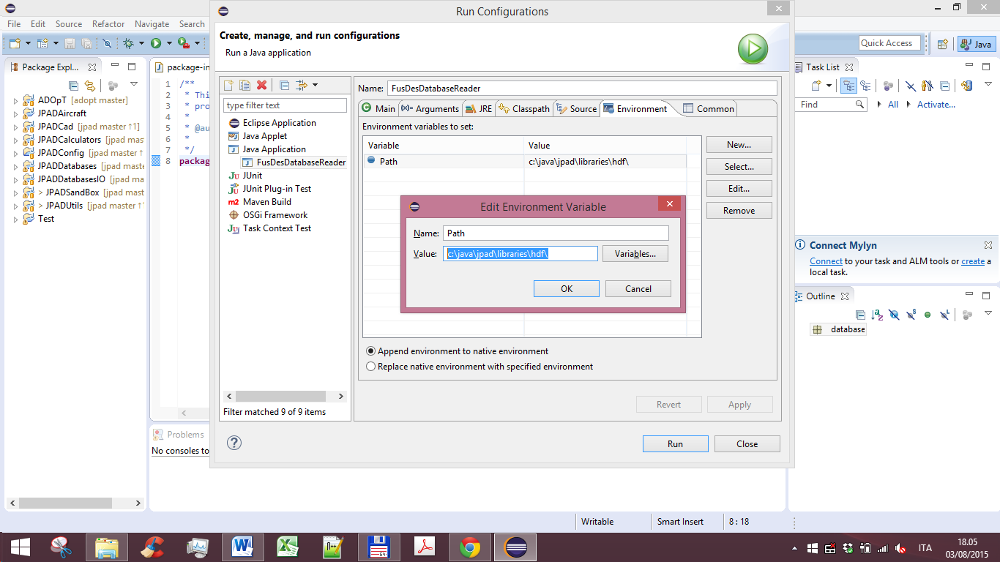 Run Configurations
File Edit Source Refactor Navigate Search
Quick Access
Java
Create, manage, and run configurations
Run a Java application
Package Expl...
ADOpT [adopt master]
JPADAircraft
JPADCad [jpad master ↑1]
JPADCalculators [jpad mas
JPADConfig [jpad master ↑
JPADDatabases [jpad master
JPADDatabasesIO [jpad mas
> JPADSandBox [jpad mast
> JPADUtils [jpad master ↑1
Test
package-in
1 /**
2 * Thi
3 * pro
4 *
5 * @au
6 *
7 */
8 packag
type filter text
Eclipse Application
Java Applet
Java Application
FusDesDatabaseReader
JUnit
JUnit Plug-in Test
m2 Maven Build
OSGi Framework
Task Context Test
Filter matched 9 of 9 items
Name: FusDesDatabaseReader
Main (x)= Arguments JRE Classpath Source Environment Common
Environment variables to set:
Variable Value
Path c:\java\jpad\libraries\hdf\
New...
Select...
Edit...
Remove
Edit Environment Variable
Name: Path
Value: c:\java\jpad\libraries\hdf\ Variables...
OK Cancel
Append environment to native environment
Replace native environment with specified environment
Revert Apply
Run Close
Problems
No consoles to
Task List
Find All Activate...
Connect Mylyn
Connect to your task and ALM tools or create a
local task.
Outline
database
Writable Smart Insert 8 : 18
ITA
18.05
03/08/2015